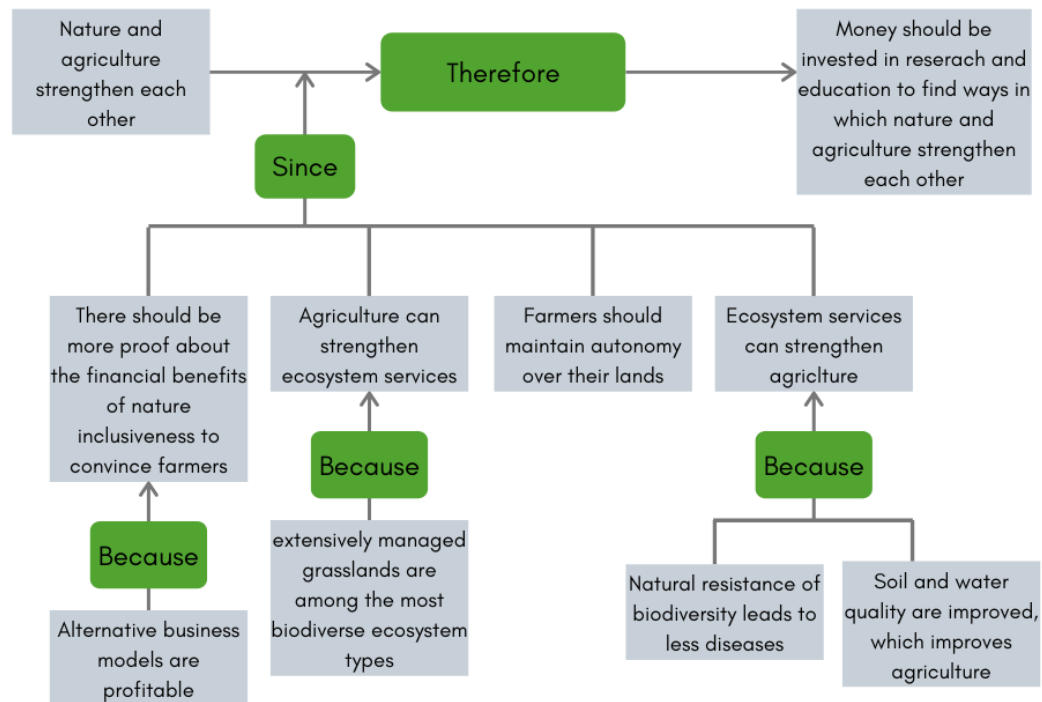 Nature and
agriculture
strengthen each
other
Therefore
Money should be
invested in reserach and
education to find ways in
which nature and
agriculture strengthen
each other
Since
There should be
more proof about
the financial benefits
of nature
inclusiveness to
convince farmers
Agriculture can
strengthen
ecosystem services
Farmers should
maintain autonomy
over their lands
Ecosystem services
can strengthen
agriclture
Because
Because
Because
Alternative business
models are
profitable
extensively managed
grasslands are
among the most
biodiverse ecosystem
types
Natural resistance of
biodiversity leads to
less diseases
Soil and water
quality are improved,
which improves
agriculture